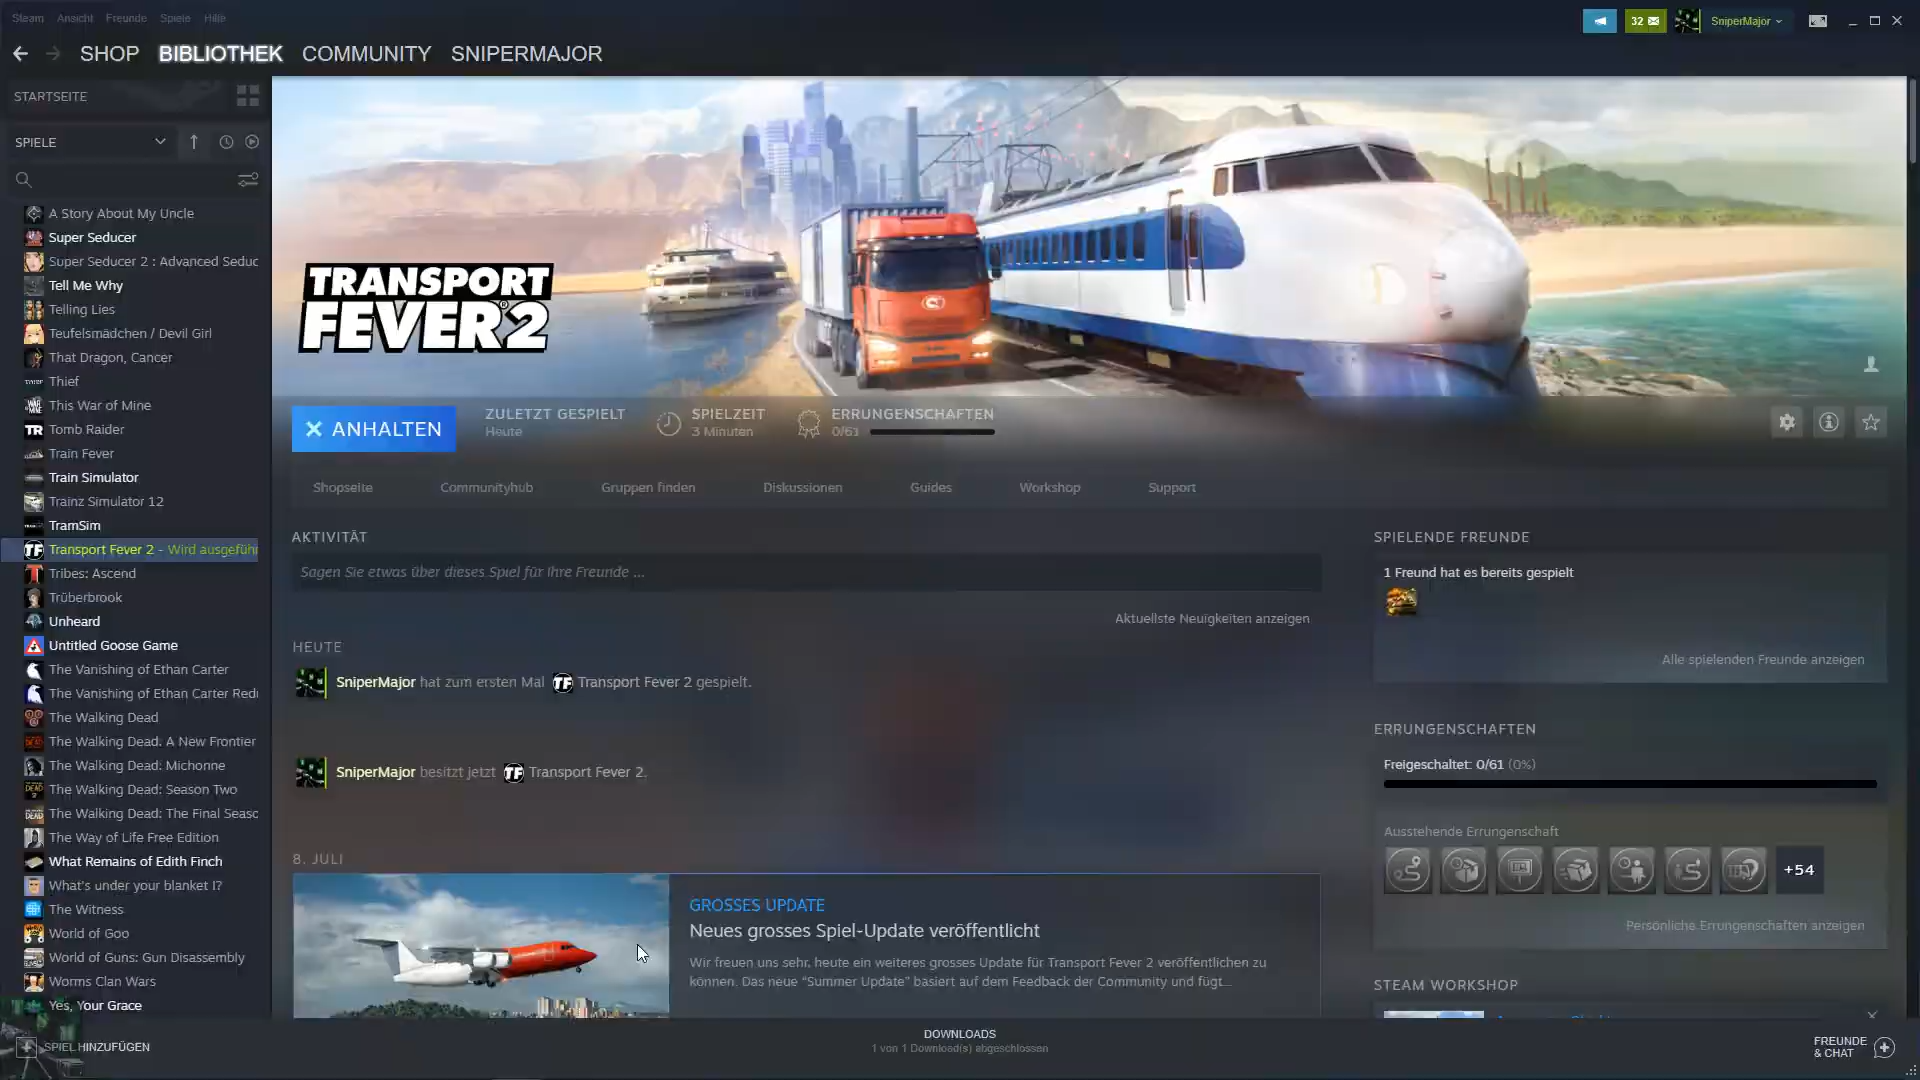 Steam Ansicht Freunde Spiele Hilfe
32
SniperMajor
SHOP BIBLIOTHEK COMMUNITY SNIPERMAJOR
STARTSEITE
SPIELE
A Story About My Uncle
Super Seducer
Super Seducer 2 : Advanced Seduc
Tell Me Why
Telling Lies
Teufelsmädchen / Devil Girl
That Dragon, Cancer
Thief
This War of Mine
Tomb Raider
Train Fever
Train Simulator
Trainz Simulator 12
TramSim
Transport Fever 2 - Wird ausgeführ
Tribes: Ascend
Trüberbrook
Unheard
Untitled Goose Game
The Vanishing of Ethan Carter
The Vanishing of Ethan Carter Red
The Walking Dead
The Walking Dead: A New Frontier
The Walking Dead: Michonne
The Walking Dead: Season Two
The Walking Dead: The Final Seasc
The Way of Life Free Edition
What Remains of Edith Finch
What's under your blanket !?
The Witness
World of Goo
World of Guns: Gun Disassembly
Worms Clan Wars
Yes, Your Grace
SPIEL HINZUFÜGEN
TRANSPORT
FEVER®2
ANHALTEN
ZULETZT GESPIELT
Heute
SPIELZEIT
3 Minuten
ERRUNGENSCHAFTEN
0/61
Shopseite Communityhub Gruppen finden Diskussionen Guides Workshop Support
AKTIVITÄT
Sagen Sie etwas über dieses Spiel für Ihre Freunde ...
Aktuellste Neuigkeiten anzeigen
HEUTE
SniperMajor hat zum ersten Mal TF Transport Fever 2 gespielt.
SniperMajor besitzt jetzt TF Transport Fever 2.
8. JULI
GROSSES UPDATE
Neues grosses Spiel-Update veröffentlicht
Wir freuen uns sehr, heute ein weiteres grosses Update für Transport Fever 2 veröffentlichen zu
können. Das neue “Summer Update” basiert auf dem Feedback der Community und fügt...
SPIELENDE FREUNDE
1 Freund hat es bereits gespielt
Alle spielenden Freunde anzeigen
ERRUNGENSCHAFTEN
Freigeschaltet: 0/61 (0%)
Ausstehende Errungenschaft
+54
Persönliche Errungenschaften anzeigen
STEAM WORKSHOP
DOWNLOADS
1 von 1 Download(s) abgeschlossen
FREUNDE
& CHAT